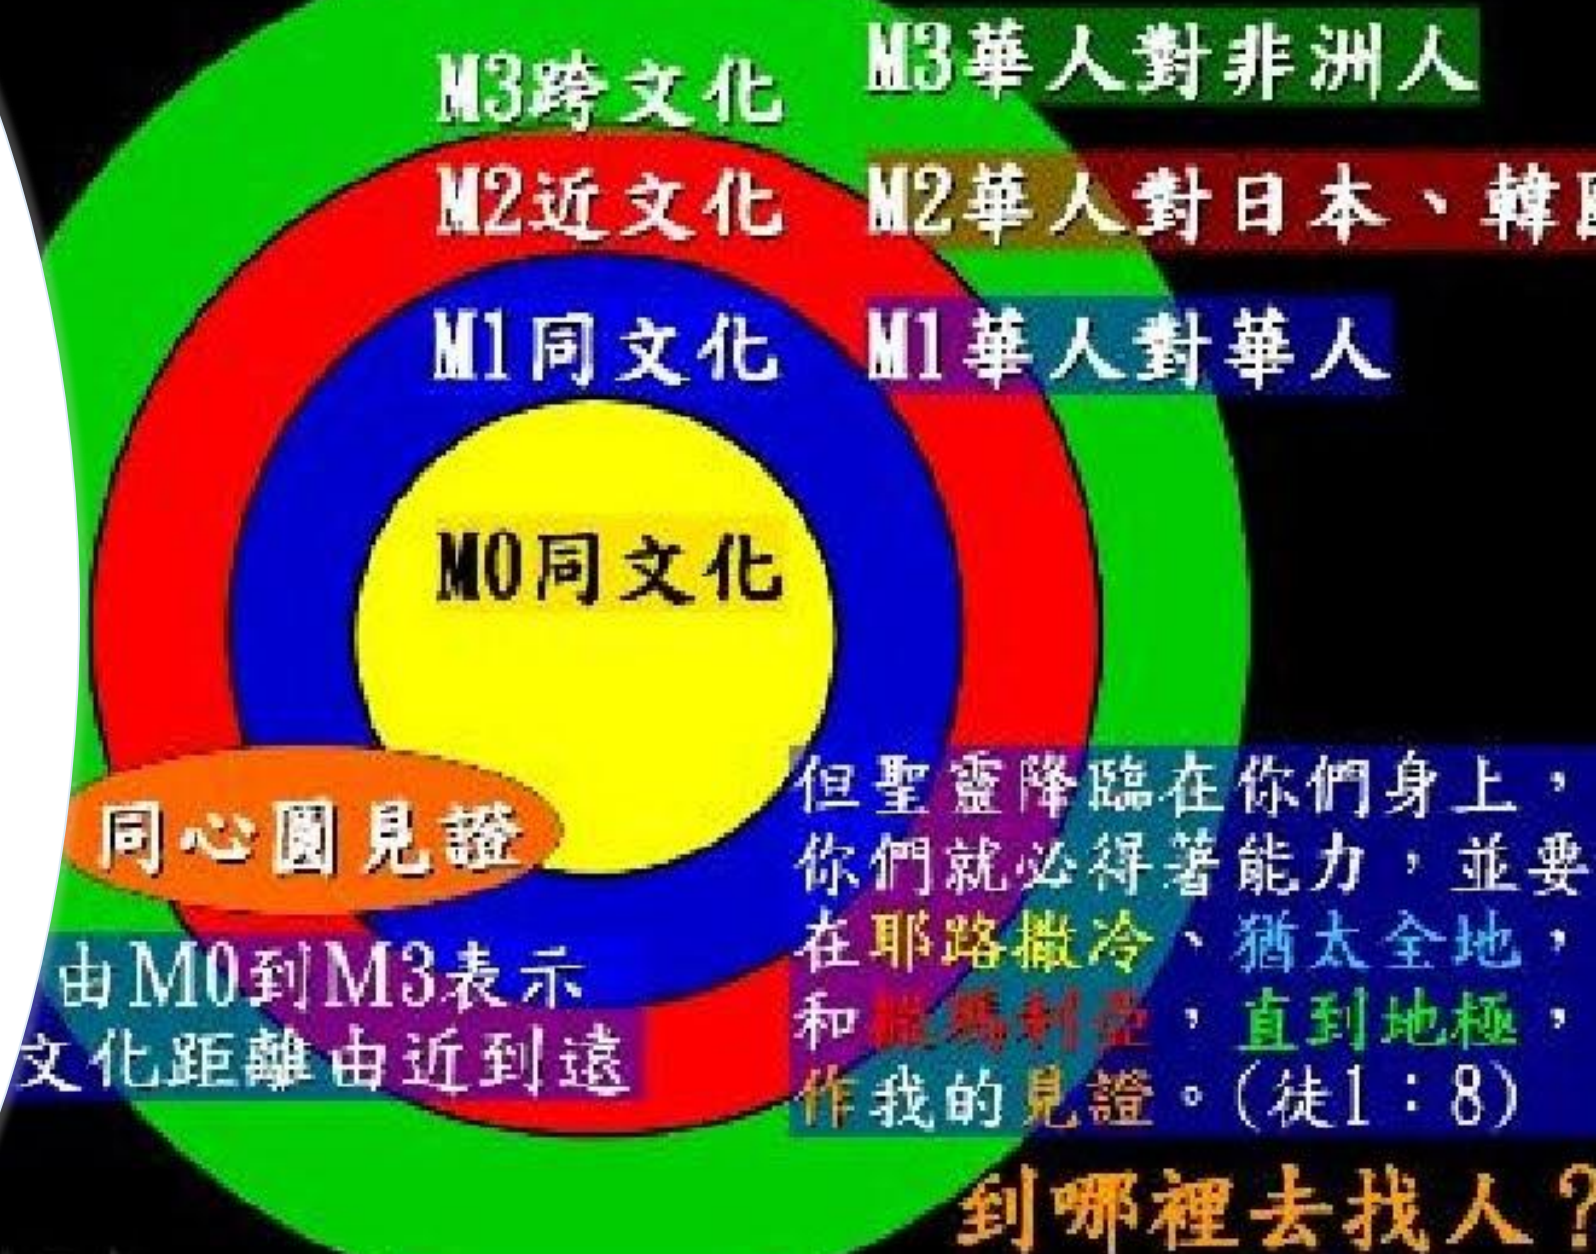 M3跨文化
M3華人對非洲人
M2近文化
M2華人對日本、韓
M1同文化
M1華人對華人
M0同文化
同心圓見證
由M0到M3表示
文化距離由近到遠
但聖靈降臨在你們身上，
你們就必得著能力，並要
在耶路撒冷、猶太全地，
和撒瑪利亞，直到地極，
作我的見證。(徒1：8)
到哪裡去找人？